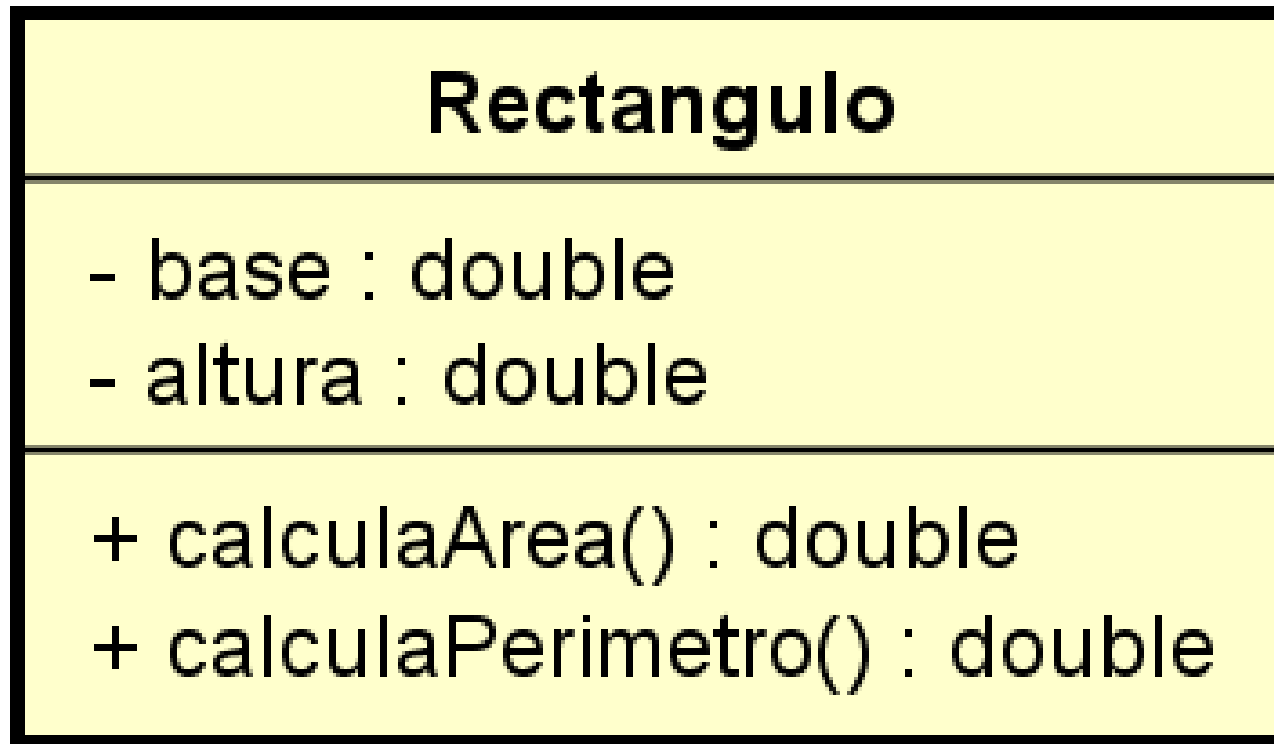 Rectangulo
- base : double
- altura : double
+ calculaArea() : double
+ calculaPerimetro() : double